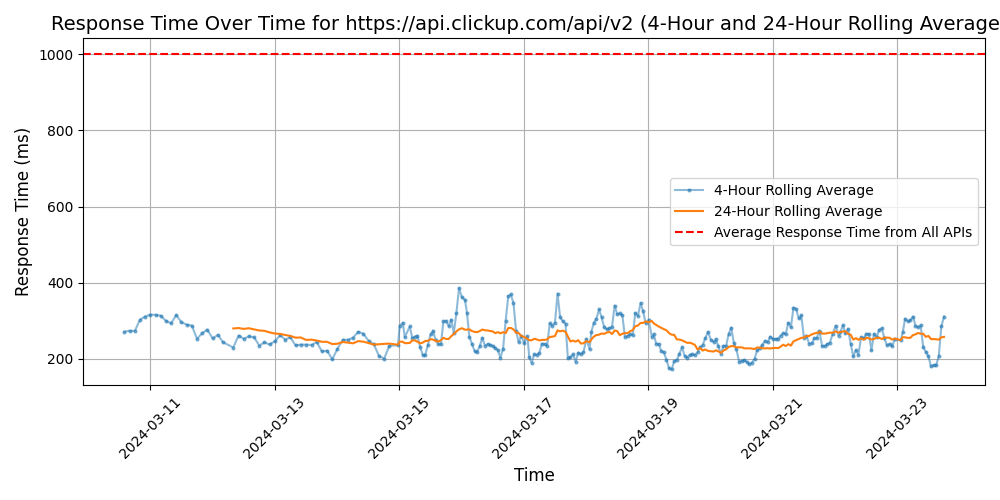 Response Time Over Time for https://api.clickup.com/api/v2 (4-Hour and 24-Hour Rolling Average
Response Time (ms)
1000
800
600
400
200
4-Hour Rolling Average
24-Hour Rolling Average
Average Response Time from All APIs
2024-03-11
2024-03-13
2024-03-15
2024-03-17
2024-03-19
2024-03-21
2024-03-23
Time